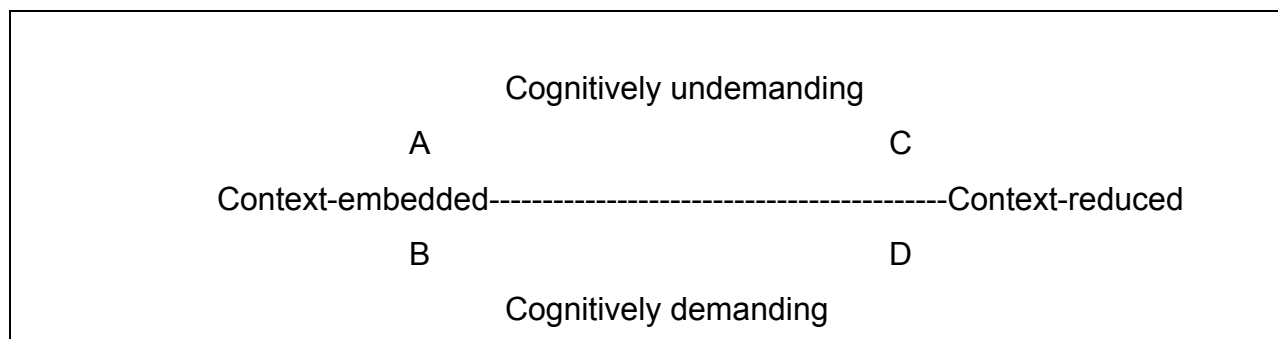 Cognitively undemanding
A C
Context-embedded-------------------------------------------Context-reduced
B D
Cognitively demanding